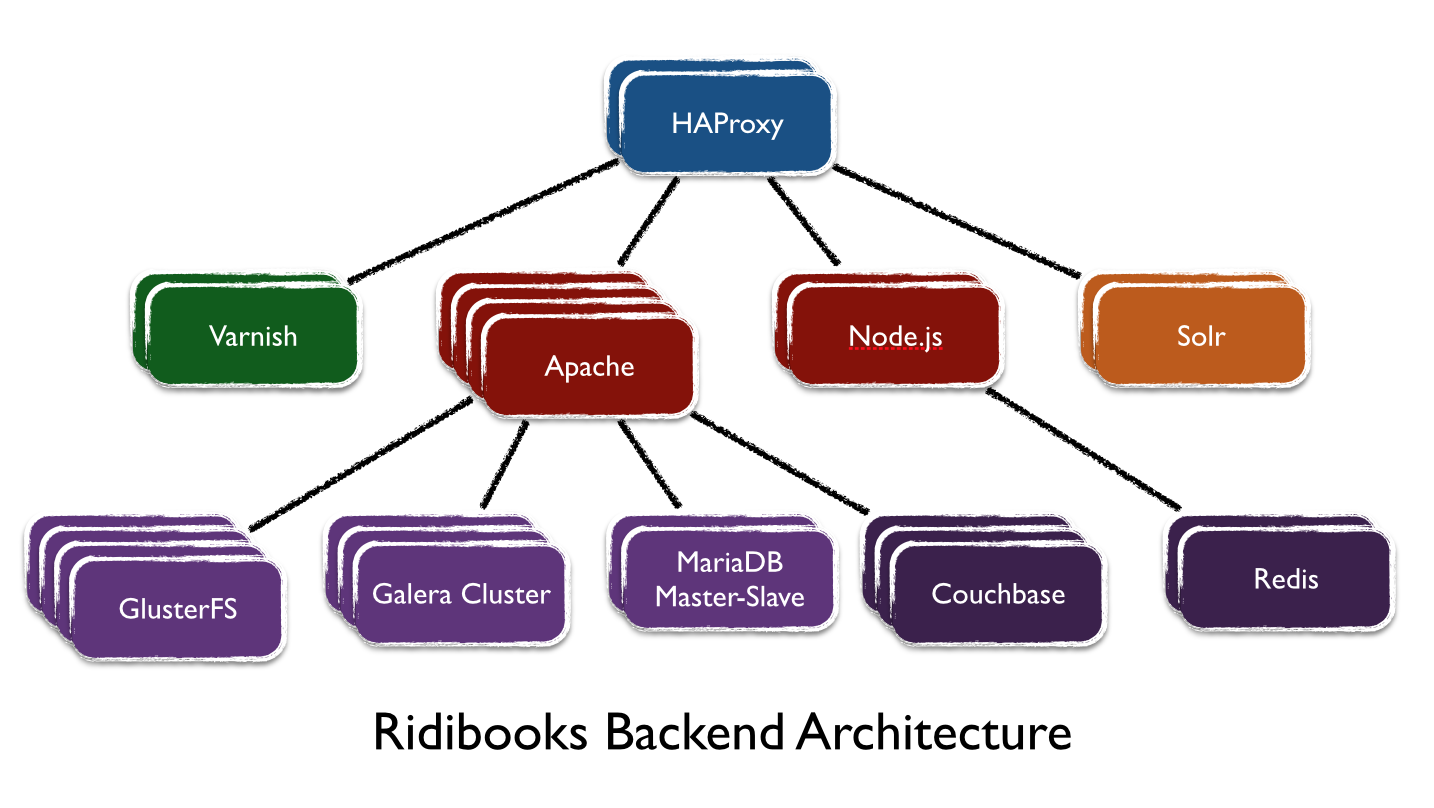 HAProxy
Varnish
Apache
Node.js
Solr
GlusterFS
Galera Cluster
MariaDB
Master-Slave
Couchbase
Redis
Ridibooks Backend Architecture